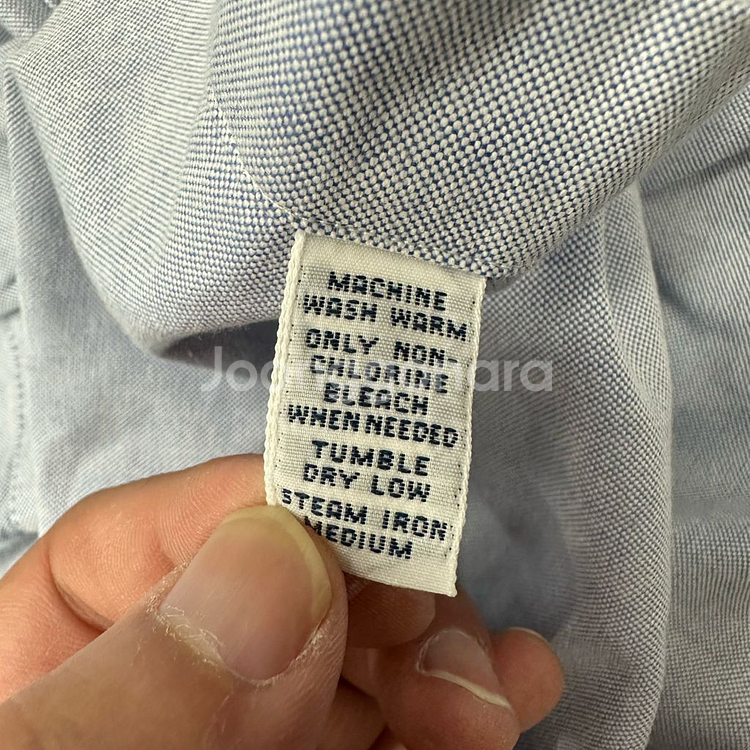 MACHINE
WASH WARM
ONLY NON-
CHLORINE
BLEACH
WHEN NEEDED
TUMBLE
DRY LOW
STEAM IRON
MEDIUM